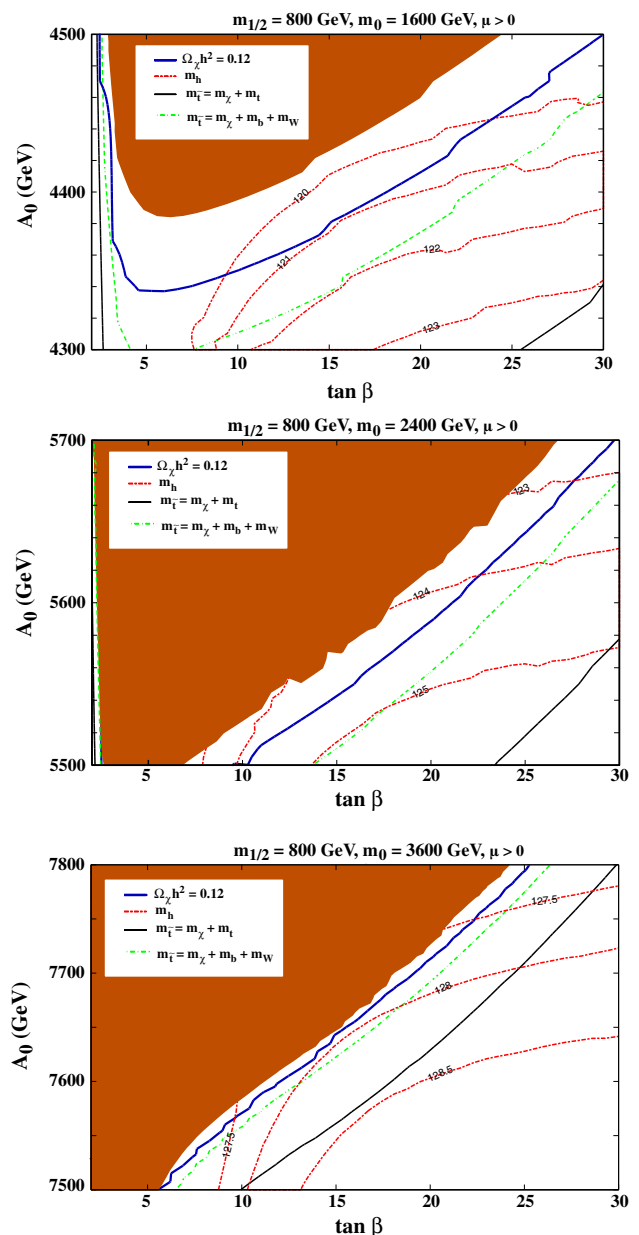 m1/2 = 800 GeV, m0 = 1600 GeV, μ > 0
4500
4400
4300
A0 (GeV)
Ωχh² = 0.12
mh
mt̃ = mχ + mt
mt̃ = mχ + mb + mW
120
121
122
123
5 10 15 20 25 30
tan β
m1/2 = 800 GeV, m0 = 2400 GeV, μ > 0
5700
5600
5500
A0 (GeV)
Ωχh² = 0.12
mh
mt̃ = mχ + mt
mt̃ = mχ + mb + mW
123
124
125
5 10 15 20 25 30
tan β
m1/2 = 800 GeV, m0 = 3600 GeV, μ > 0
7800
7700
7600
7500
A0 (GeV)
Ωχh² = 0.12
mh
mt̃ = mχ + mt
mt̃ = mχ + mb + mW
127.5
128
128.5
127.5
5 10 15 20 25 30
tan β